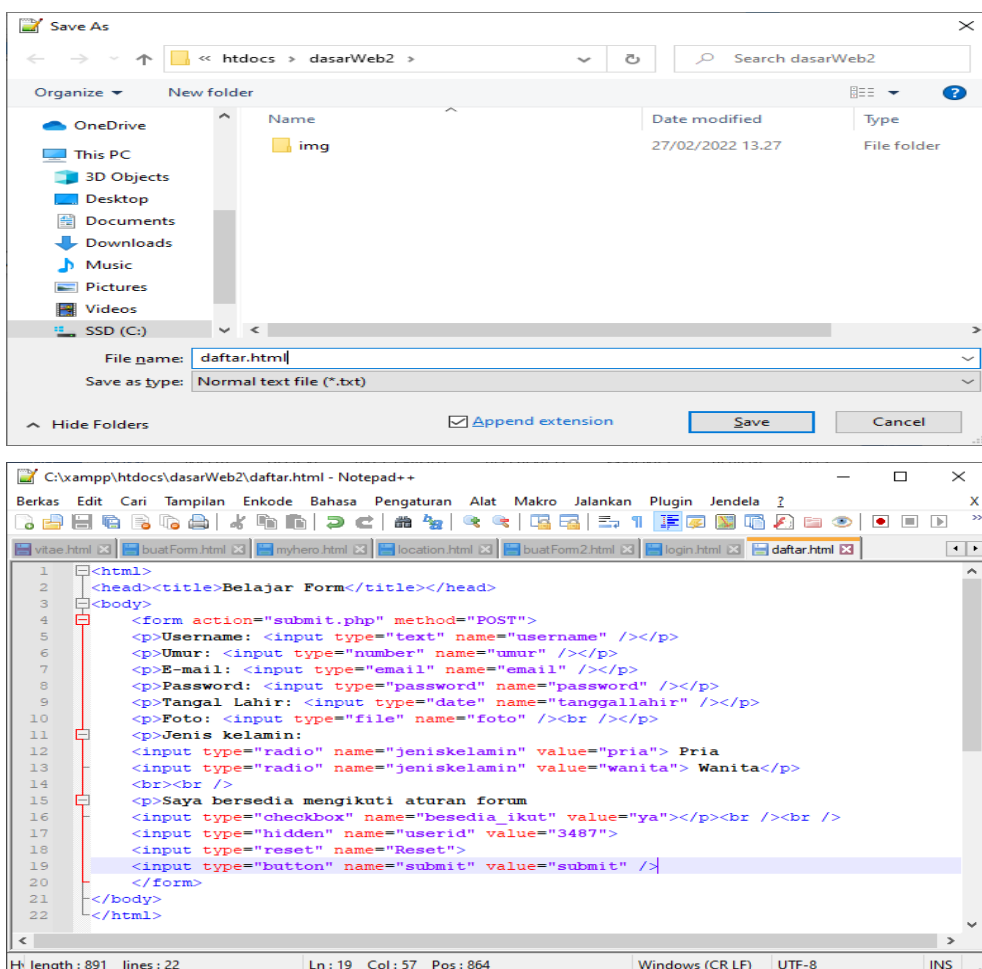 Save As
« htdocs > dasarWeb2 >
Search dasarWeb2
Organize
New folder
Name
Date modified
Type
OneDrive
img
27/02/2022 13.27
File folder
This PC
3D Objects
Desktop
Documents
Downloads
Music
Pictures
Videos
SSD (C:)
File name: daftar.html
Save as type: Normal text file (*.txt)
Hide Folders
Append extension
Save
Cancel
C:\xampp\htdocs\dasarWeb2\daftar.html - Notepad++
Berkas Edit Cari Tampilan Enkode Bahasa Pengaturan Alat Makro Jalankan Plugin Jendela ? X
vitae.html buatForm.html myhero.html location.html buatForm2.html login.html daftar.html
1 <html>
2 <head><title>Belajar Form</title></head>
3 <body>
4 <form action="submit.php" method="POST">
5 <p>Username: <input type="text" name="username" /></p>
6 <p>Umur: <input type="number" name="umur" /></p>
7 <p>E-mail: <input type="email" name="email" /></p>
8 <p>Password: <input type="password" name="password" /></p>
9 <p>Tangal Lahir: <input type="date" name="tanggallahir" /></p>
10 <p>Foto: <input type="file" name="foto" /><br /></p>
11 <p>Jenis kelamin:
12 <input type="radio" name="jeniskelamin" value="pria"> Pria
13 <input type="radio" name="jeniskelamin" value="wanita"> Wanita</p>
14 <br><br />
15 <p>Saya bersedia mengikuti aturan forum
16 <input type="checkbox" name="besedia_ikut" value="ya"></p><br /><br />
17 <input type="hidden" name="userid" value="3487">
18 <input type="reset" name="Reset">
19 <input type="button" name="submit" value="submit" />
20 </form>
21 </body>
22 </html>
length : 891 lines : 22 Ln : 19 Col : 57 Pos : 864 Windows (CR LF) UTF-8 INS